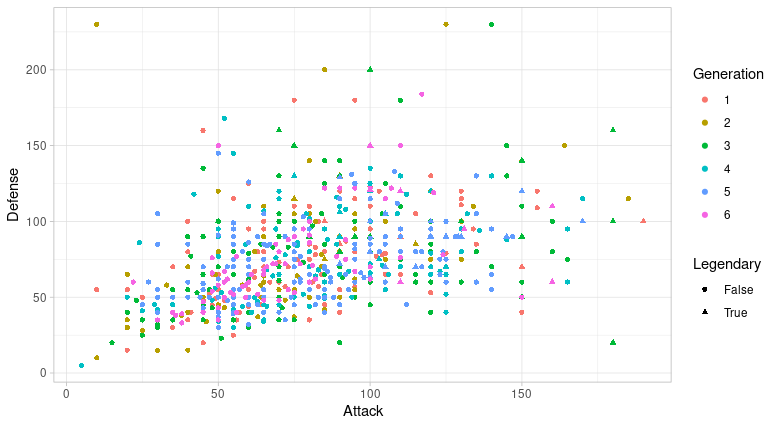 Defense
200
150
100
50
0
0 50 100 150
Attack
Generation
1
2
3
4
5
6
Legendary
False
True